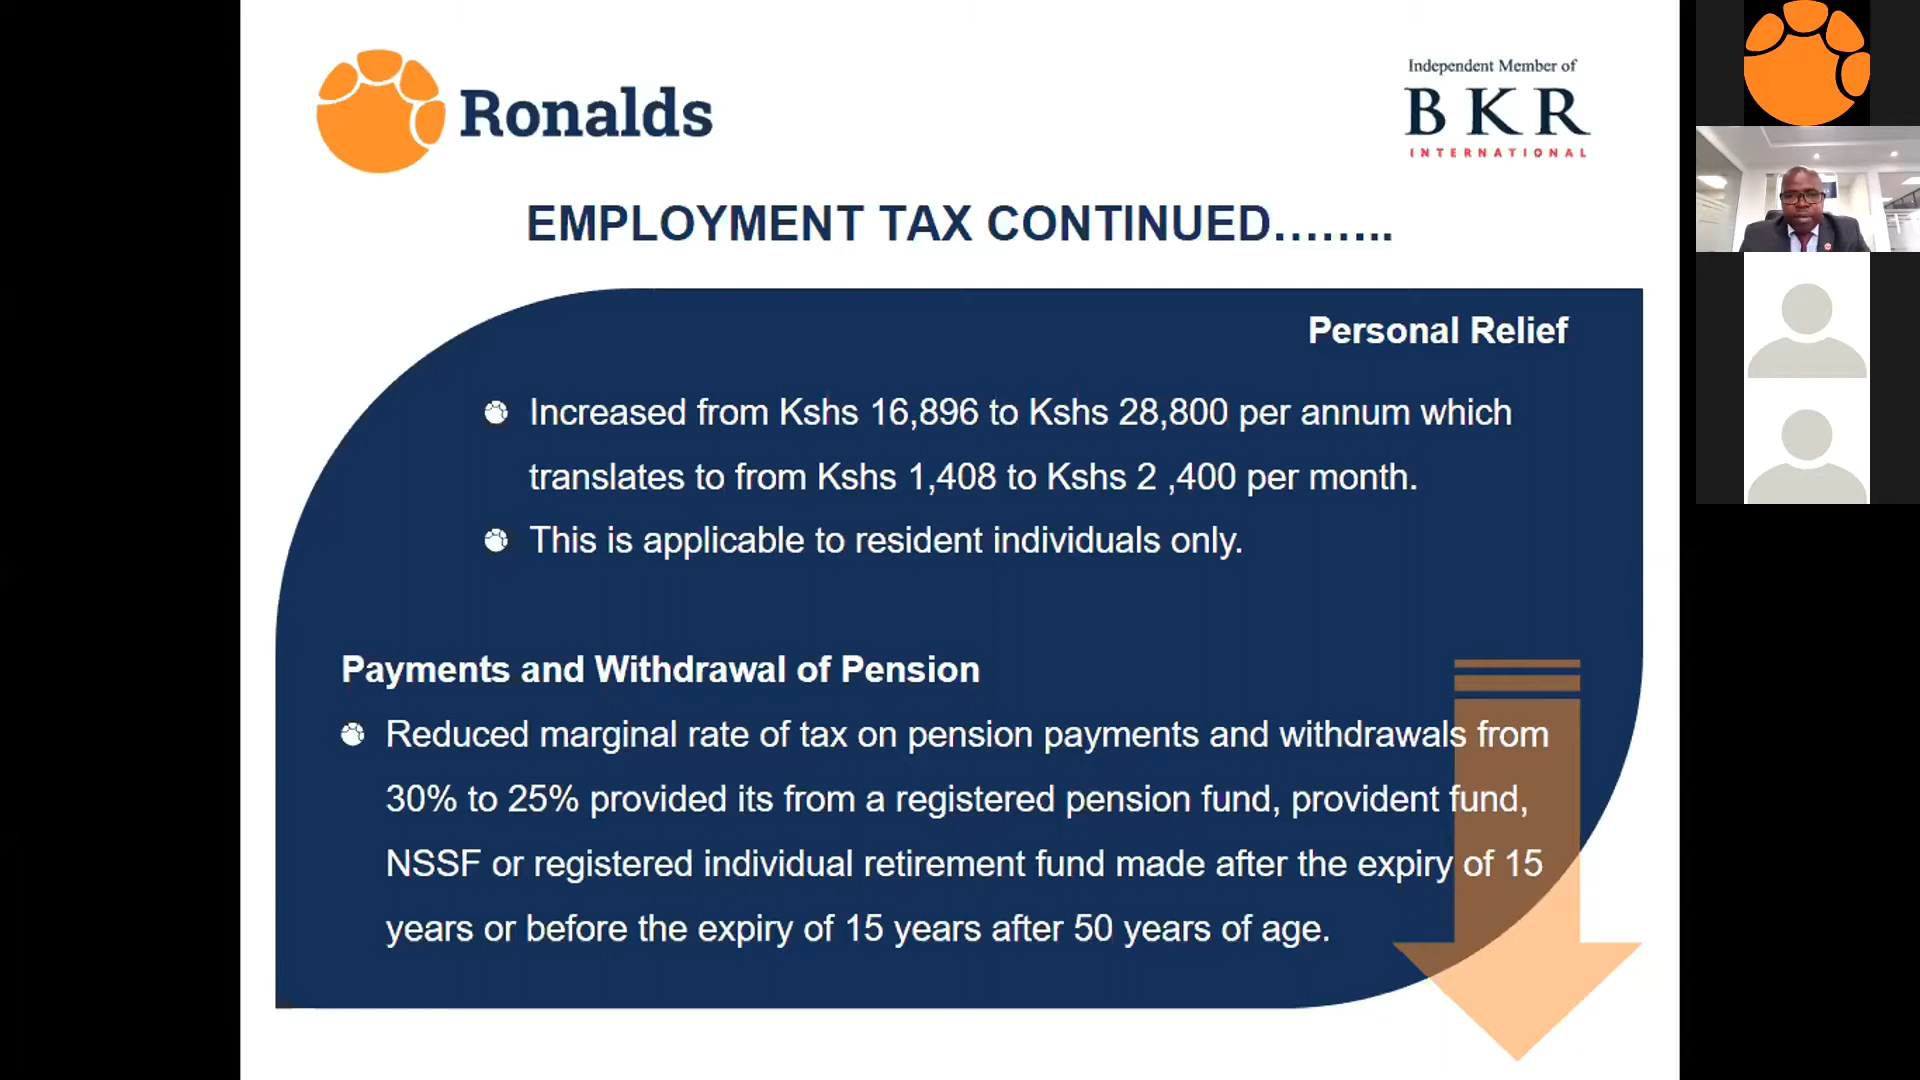 Ronalds
Independent Member of
BKR
INTERNATIONAL
EMPLOYMENT TAX CONTINUED……..
Personal Relief
Increased from Kshs 16,896 to Kshs 28,800 per annum which
translates to from Kshs 1,408 to Kshs 2 ,400 per month.
This is applicable to resident individuals only.
Payments and Withdrawal of Pension
Reduced marginal rate of tax on pension payments and withdrawals from
30% to 25% provided its from a registered pension fund, provident fund,
NSSF or registered individual retirement fund made after the expiry of 15
years or before the expiry of 15 years after 50 years of age.